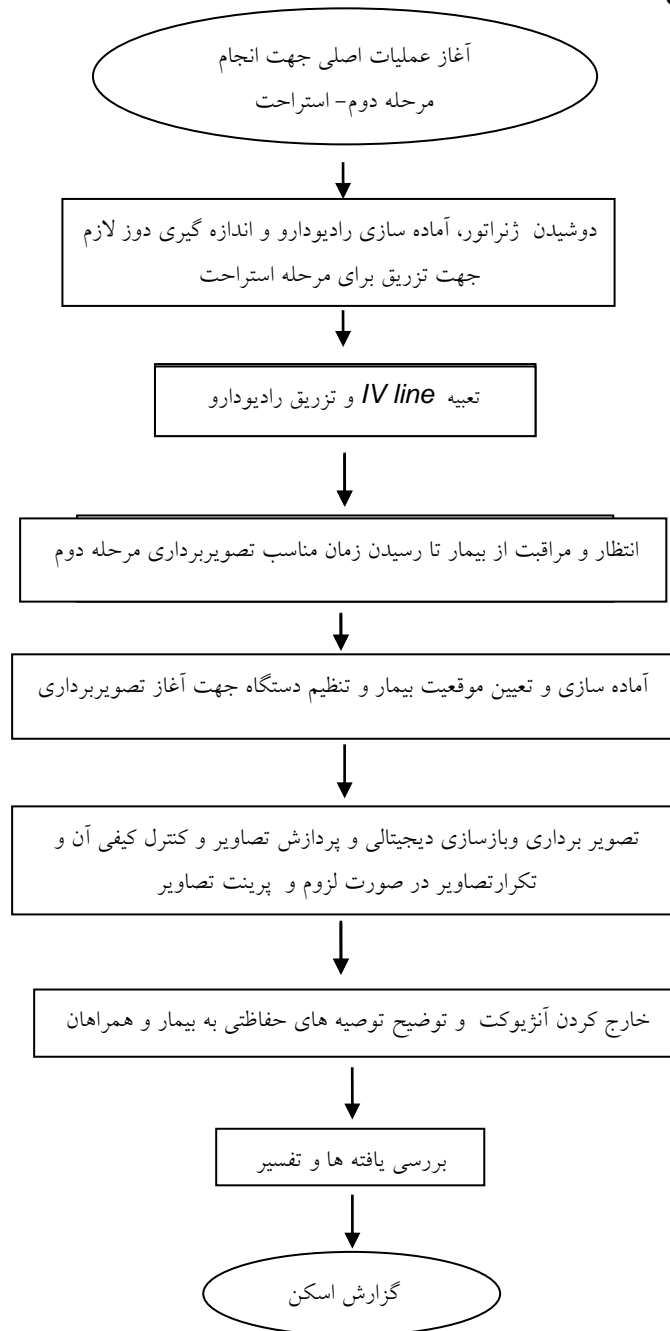 آغاز عملیات اصلی جهت انجام
مرحله دوم- استراحت
دوشیدن ژنراتور، آماده سازی رادیودارو و اندازه گیری دوز لازم
جهت تزریق برای مرحله استراحت
تعبیه IV line و تزریق رادیودارو
انتظار و مراقبت از بیمار تا رسیدن زمان مناسب تصویربرداری مرحله دوم
آماده سازی و تعیین موقعیت بیمار و تنظیم دستگاه جهت آغاز تصویربرداری
تصویر برداری وبازسازی دیجیتالی و پردازش تصاویر و کنترل کیفی آن و
تکرارتصاویر در صورت لزوم و پرینت تصاویر
خارج کردن آنژیوکت و توضیح توصیه های حفاظتی به بیمار و همراهان
بررسی یافته ها و تفسیر
گزارش اسکن